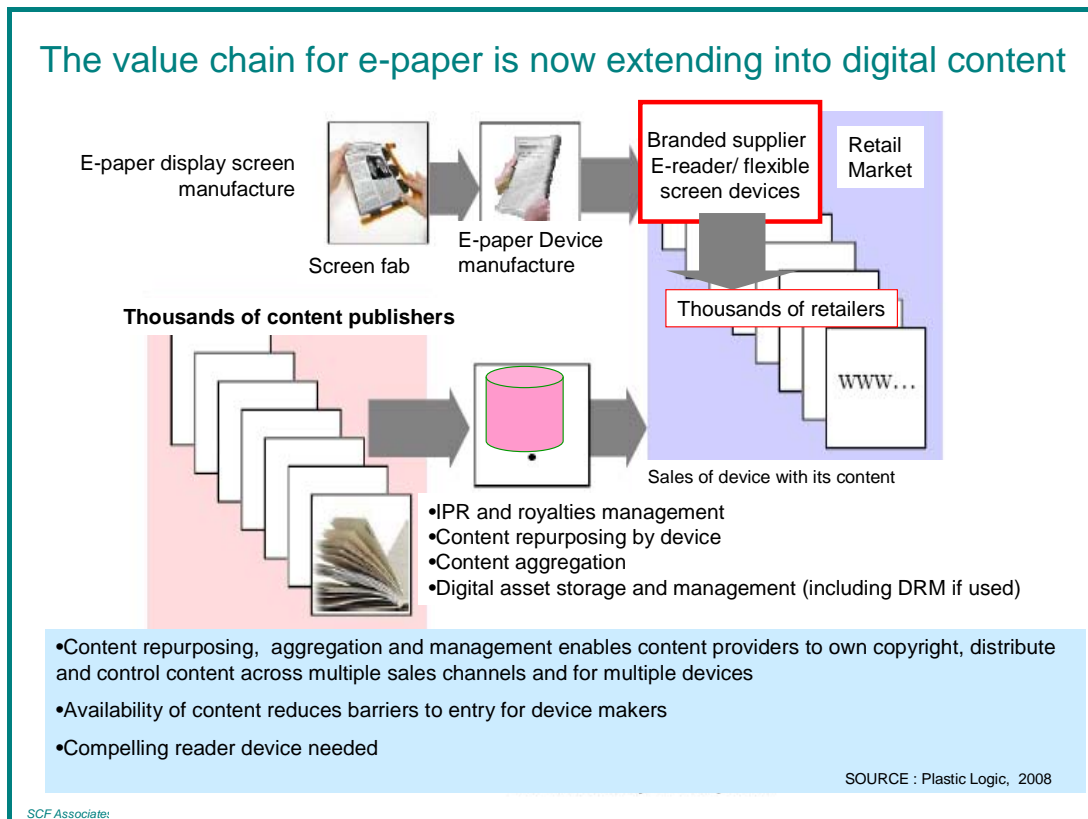 The value chain for e-paper is now extending into digital content
E-paper display screen
manufacture
Screen fab
E-paper Device
manufacture
Branded supplier
E-reader/ flexible
screen devices
Retail
Market
Thousands of retailers
www...
Sales of device with its content
Thousands of content publishers
•IPR and royalties management
•Content repurposing by device
•Content aggregation
•Digital asset storage and management (including DRM if used)
•Content repurposing,  aggregation and management enables content providers to own copyright, distribute
and control content across multiple sales channels and for multiple devices
•Availability of content reduces barriers to entry for device makers
•Compelling reader device needed
SOURCE : Plastic Logic,  2008
SCF Associates